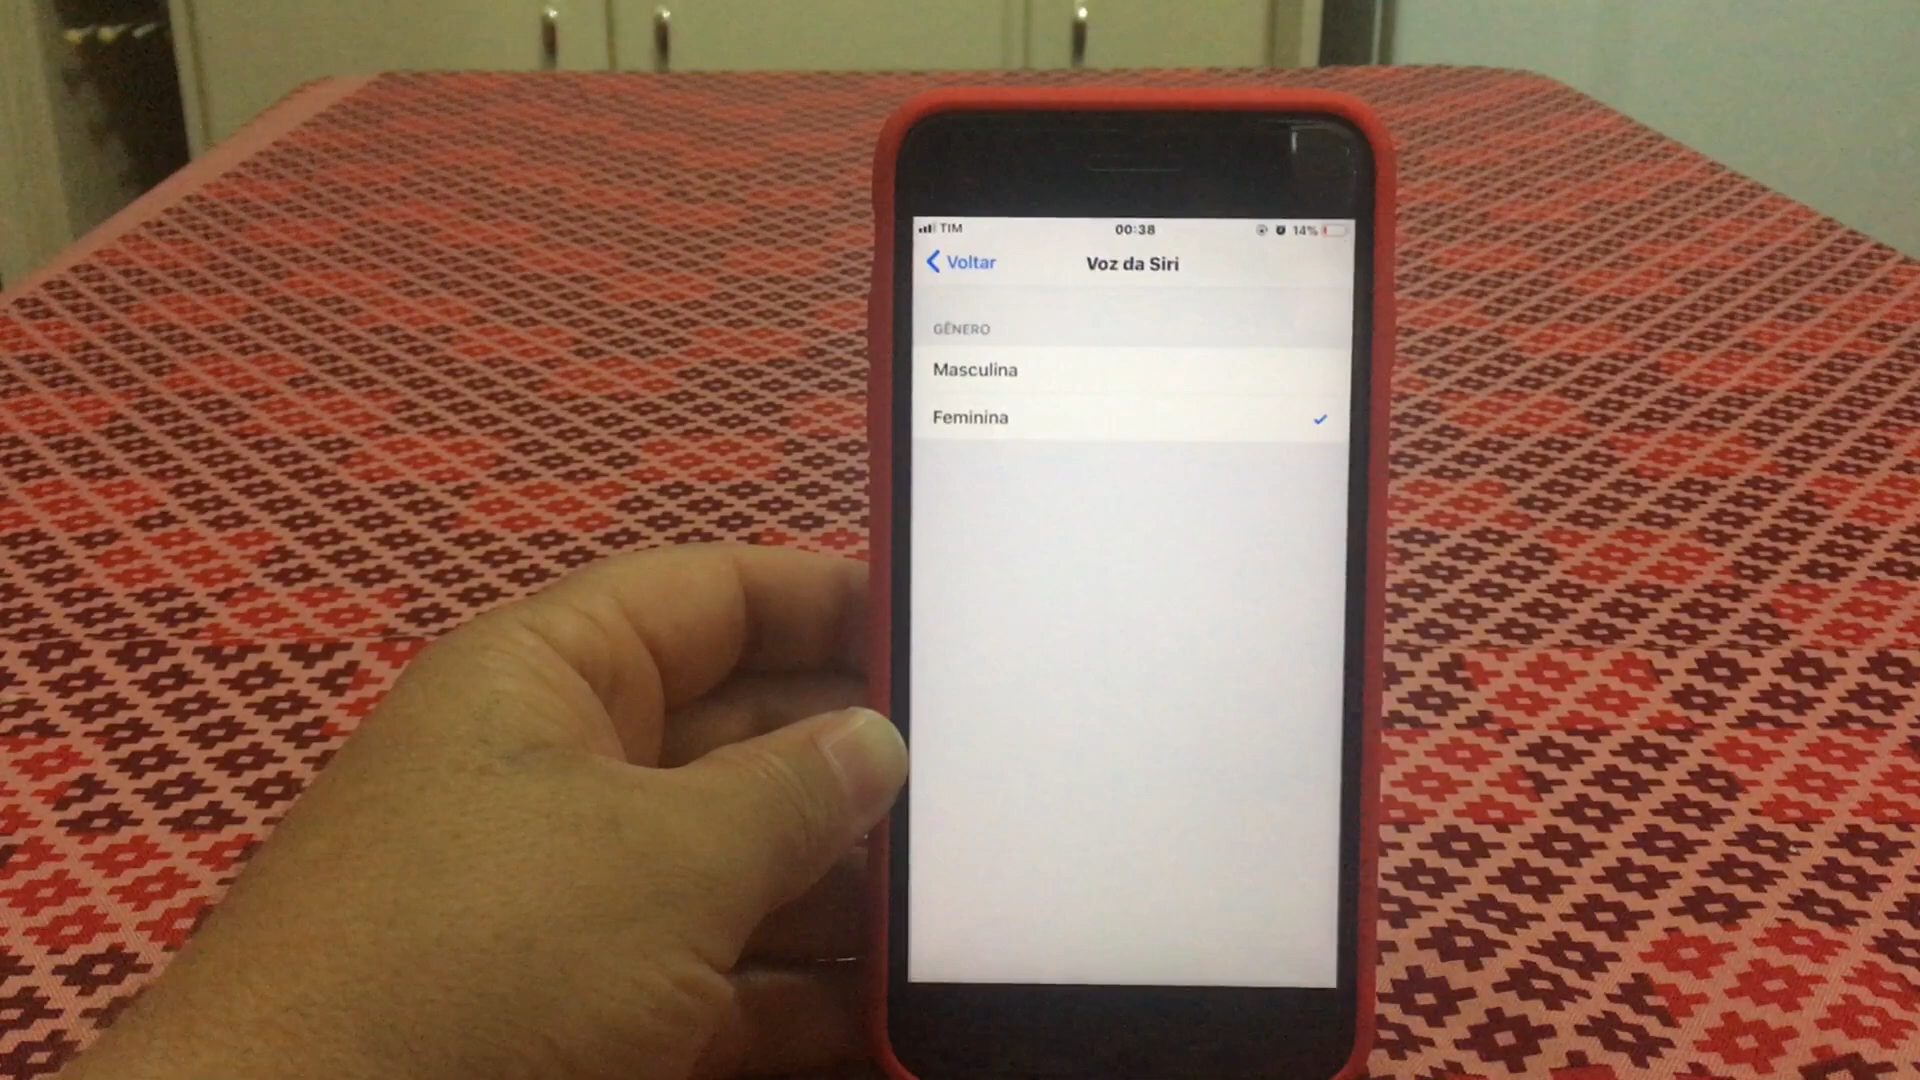 TIM 00:38 14%
Voltar Voz da Siri
GÊNERO
Masculina
Feminina